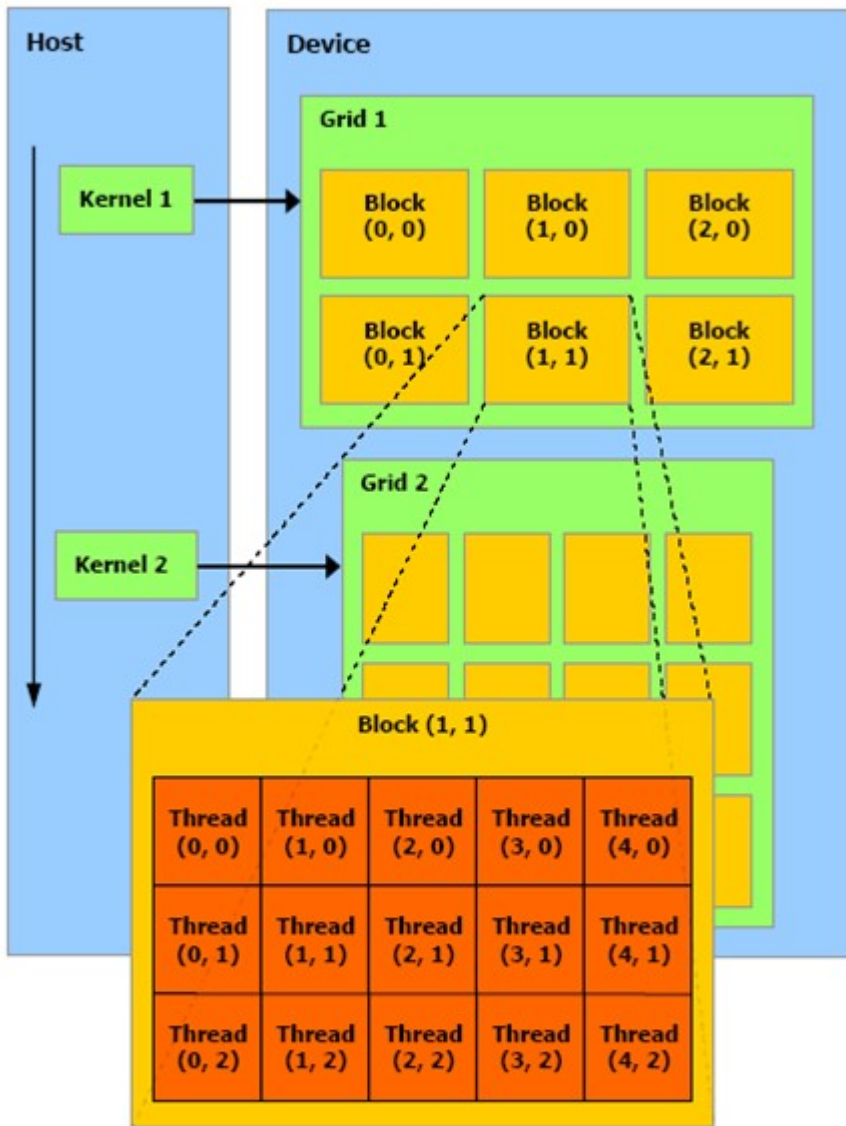 Host
Device
Grid 1
Kernel 1
Block
(0, 0)
Block
(1, 0)
Block
(2, 0)
Block
(0, 1)
Block
(1, 1)
Block
(2, 1)
Grid 2
Kernel 2
Block (1, 1)
Thread
(0, 0)
Thread
(1, 0)
Thread
(2, 0)
Thread
(3, 0)
Thread
(4, 0)
Thread
(0, 1)
Thread
(1, 1)
Thread
(2, 1)
Thread
(3, 1)
Thread
(4, 1)
Thread
(0, 2)
Thread
(1, 2)
Thread
(2, 2)
Thread
(3, 2)
Thread
(4, 2)